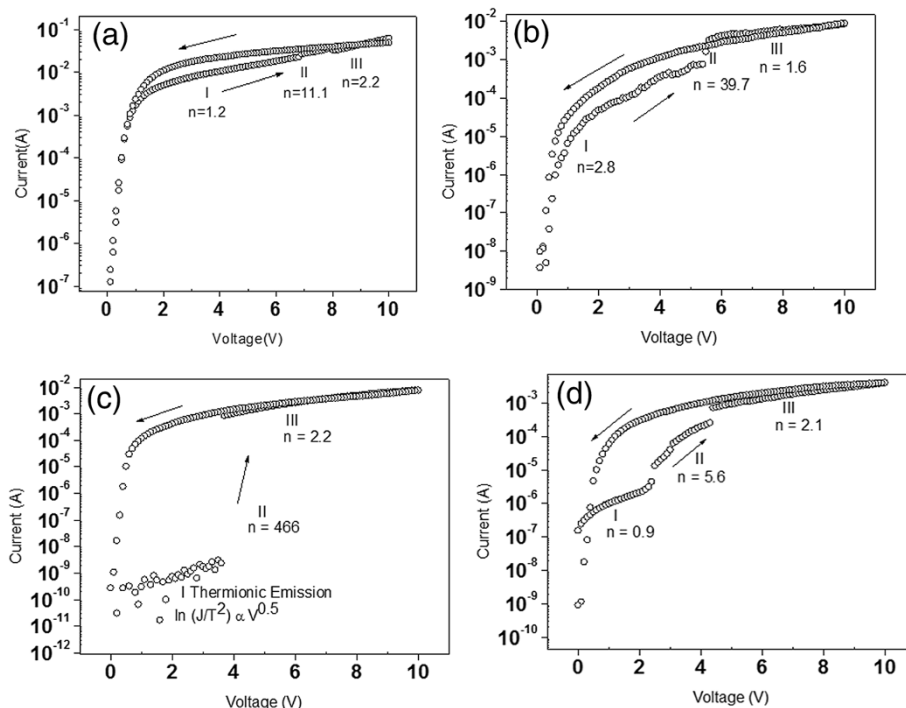 (a)
Current(A)
10⁻¹
10⁻²
10⁻³
10⁻⁴
10⁻⁵
10⁻⁶
10⁻⁷
I
n=1.2
II
n=11.1
III
n=2.2
0 2 4 6 8 10
Voltage(V)
(b)
Current (A)
10⁻²
10⁻³
10⁻⁴
10⁻⁵
10⁻⁶
10⁻⁷
10⁻⁸
10⁻⁹
I
n=2.8
II
n = 39.7
III
n = 1.6
0 2 4 6 8 10
Voltage (V)
(c)
Current (A)
10⁻²
10⁻³
10⁻⁴
10⁻⁵
10⁻⁶
10⁻⁷
10⁻⁸
10⁻⁹
10⁻¹⁰
10⁻¹¹
10⁻¹²
III
n = 2.2
II
n = 466
I Thermionic Emission
ln (J/T²) ∝ V⁰·⁵
0 2 4 6 8 10
Voltage (V)
(d)
Current (A)
10⁻³
10⁻⁴
10⁻⁵
10⁻⁶
10⁻⁷
10⁻⁸
10⁻⁹
10⁻¹⁰
III
n = 2.1
II
n = 5.6
I
n = 0.9
0 2 4 6 8 10
Voltage (V)